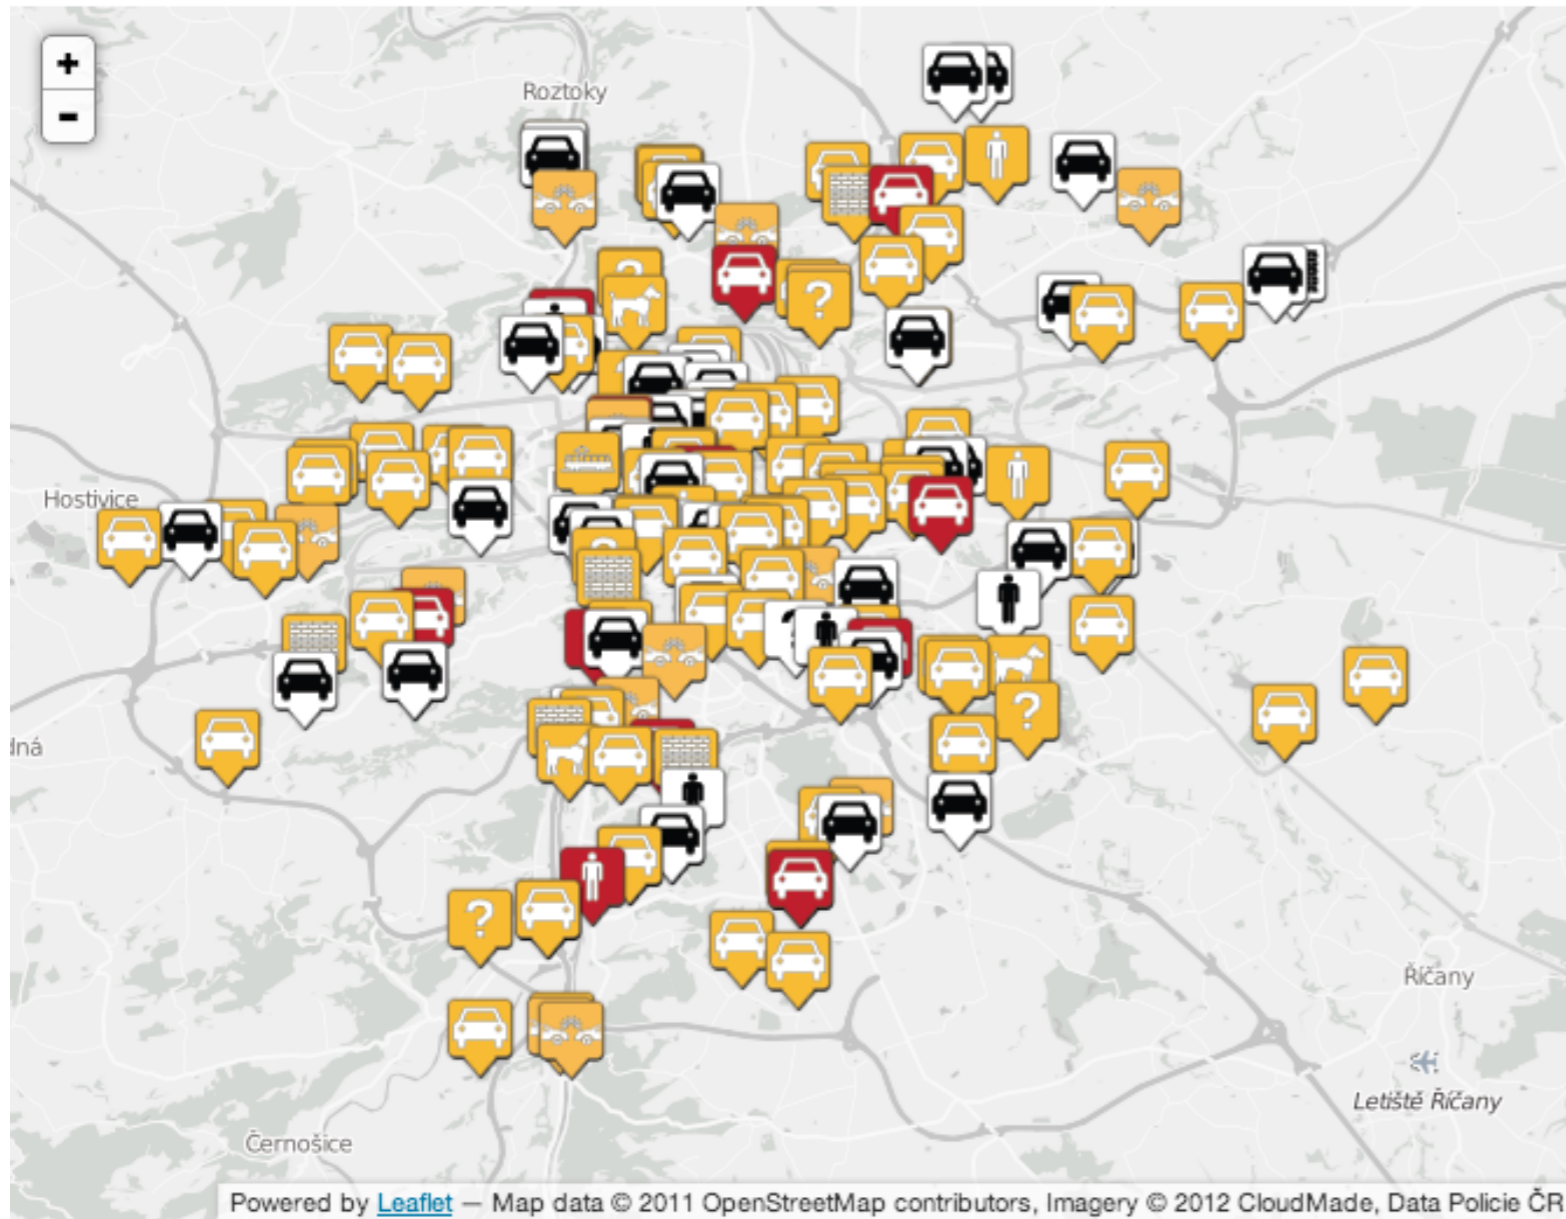 +
-
Roztoky
Hostivice
dná
Říčany
Letiště Říčany
Černošice
Powered by Leaflet — Map data © 2011 OpenStreetMap contributors, Imagery © 2012 CloudMade, Data Policie ČR